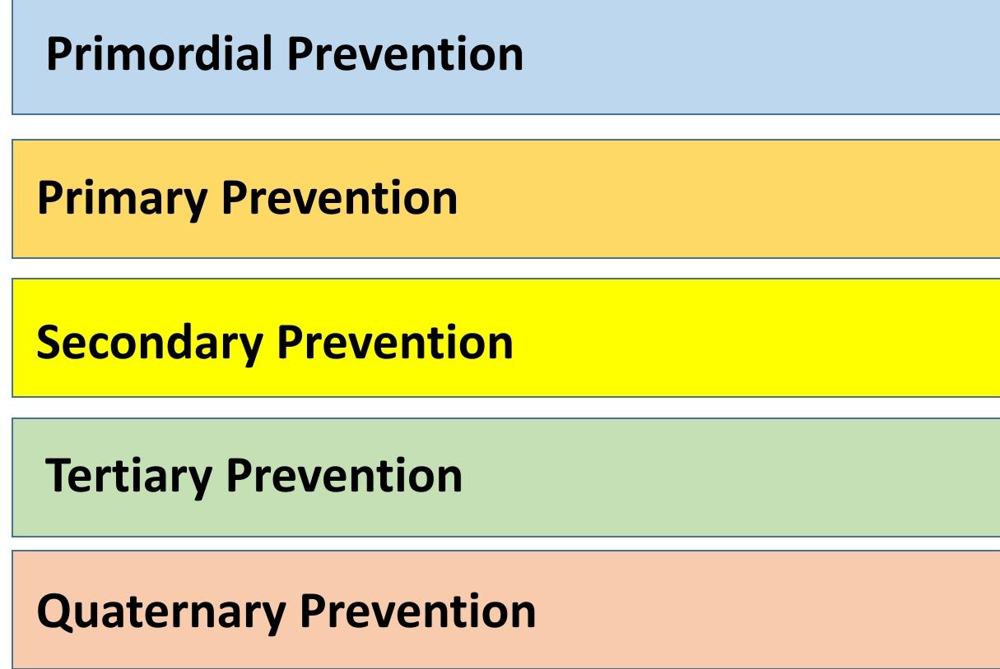 Primordial Prevention
Primary Prevention
Secondary Prevention
Tertiary Prevention
Quaternary Prevention